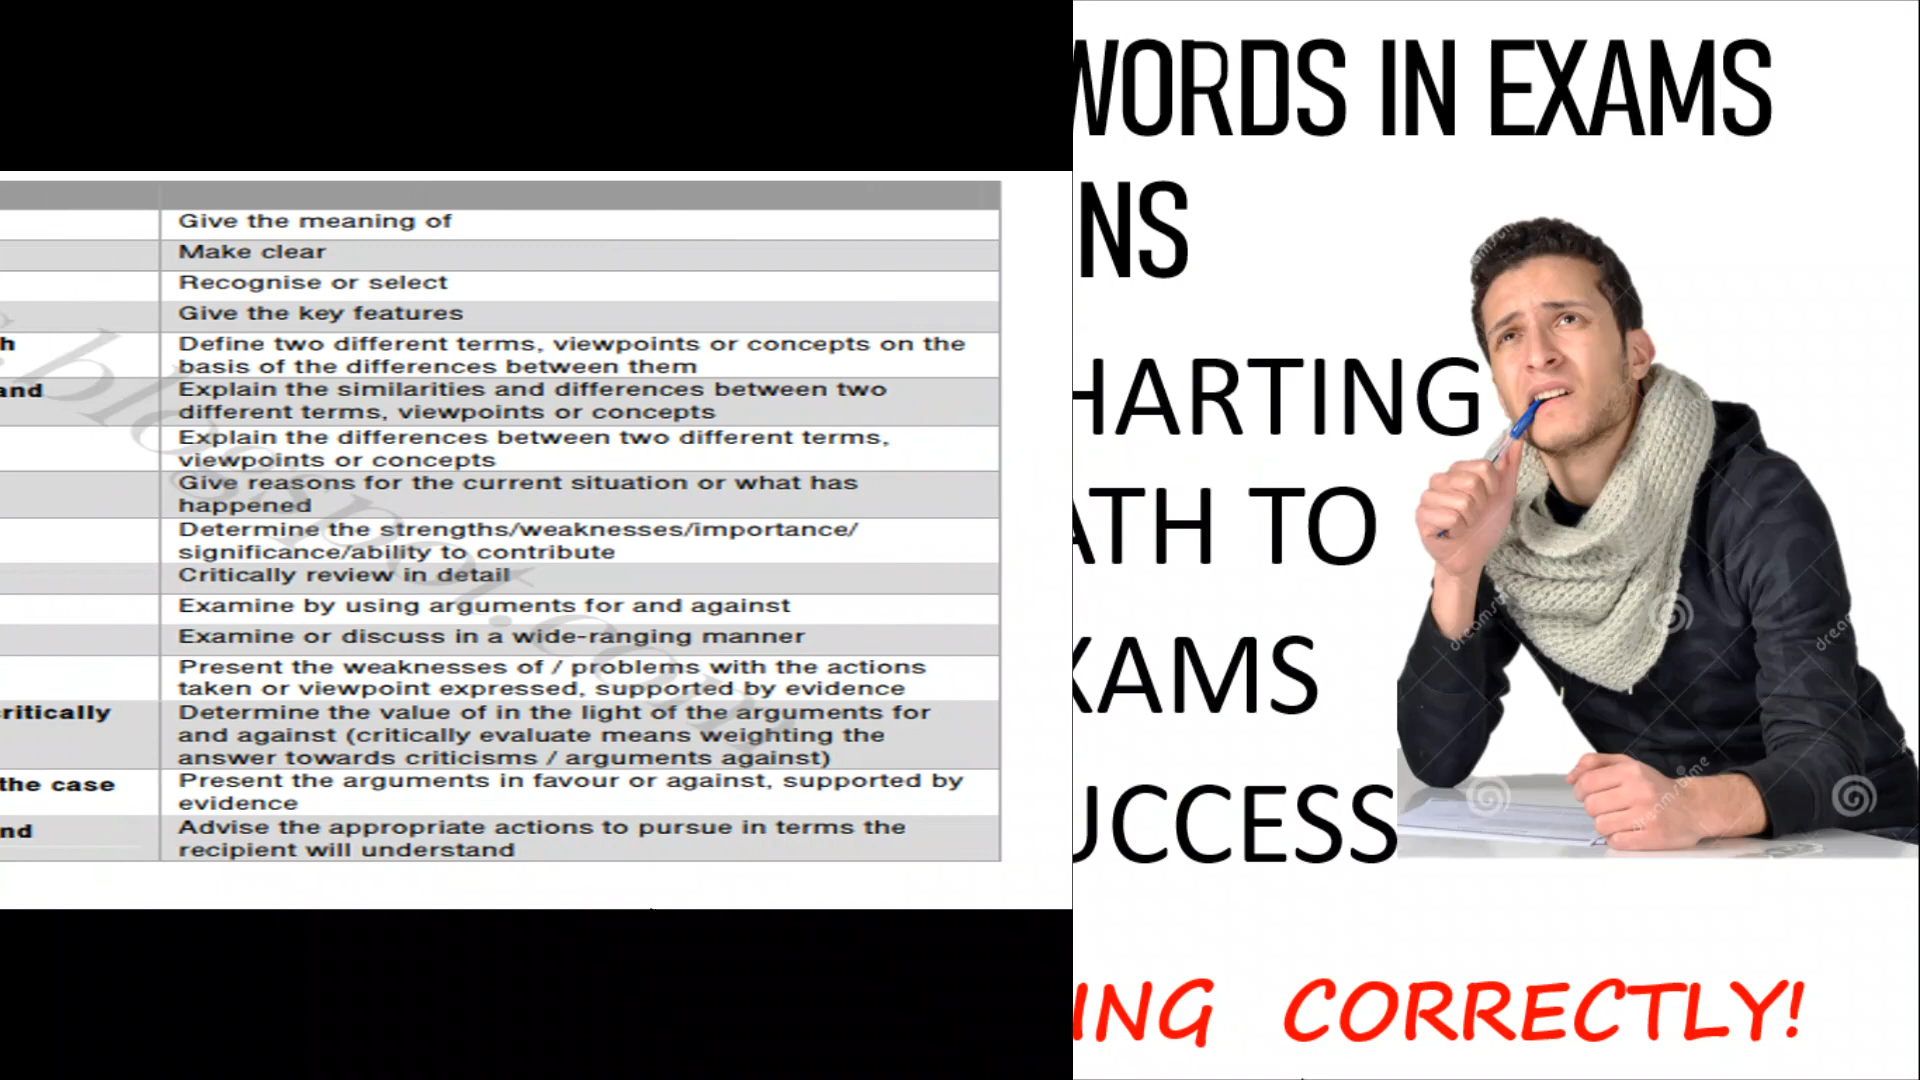 Give the meaning of
Make clear
Recognise or select
Give the key features
h
Define two different terms, viewpoints or concepts on the
basis of the differences between them
and
Explain the similarities and differences between two
different terms, viewpoints or concepts
Explain the differences between two different terms,
viewpoints or concepts
Give reasons for the current situation or what has
happened
Determine the strengths/weaknesses/importance/
significance/ability to contribute
Critically review in detail
Examine by using arguments for and against
Examine or discuss in a wide-ranging manner
Present the weaknesses of / problems with the actions
taken or viewpoint expressed, supported by evidence
critically
Determine the value of in the light of the arguments for
and against (critically evaluate means weighting the
answer towards criticisms / arguments against)
the case
Present the arguments in favour or against, supported by
evidence
nd
Advise the appropriate actions to pursue in terms the
recipient will understand
s.blogspot.com
WORDS IN EXAMS
NS
HARTING
ATH TO
XAMS
UCCESS
ING CORRECTLY!
dreamstime
dreamstime